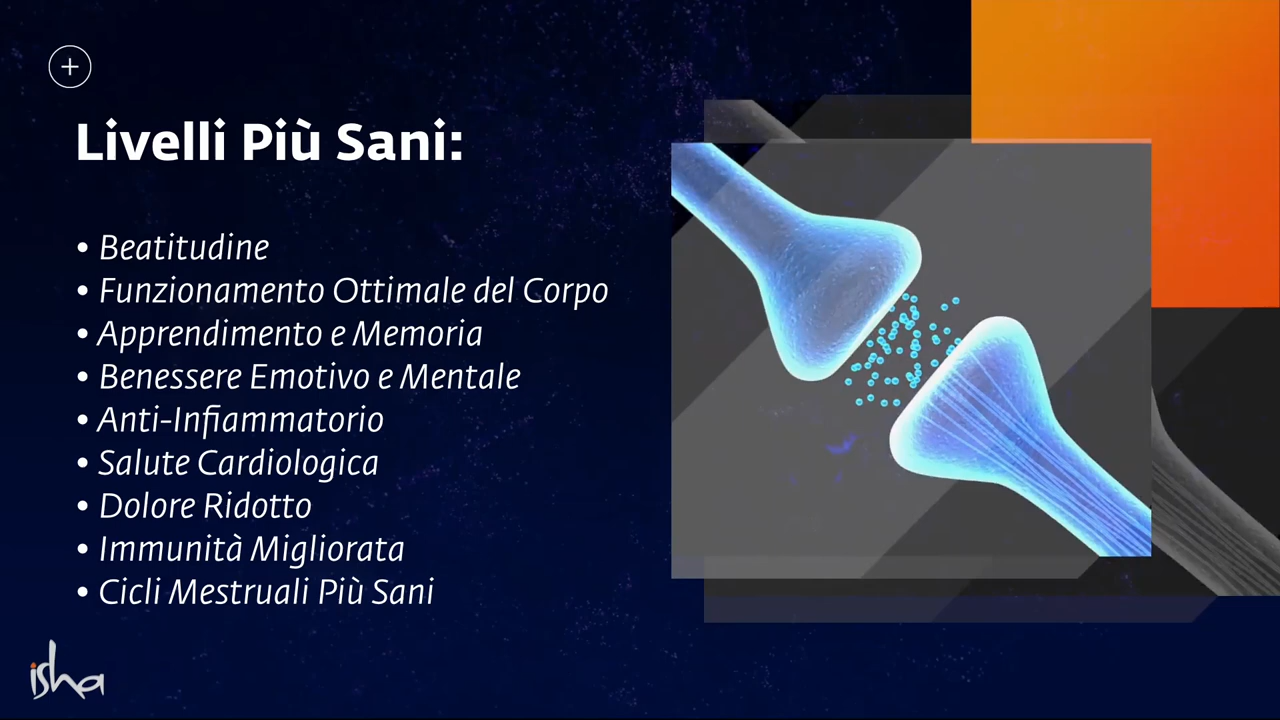 Livelli Più Sani:
• Beatitudine
• Funzionamento Ottimale del Corpo
• Apprendimento e Memoria
• Benessere Emotivo e Mentale
• Anti-Infiammatorio
• Salute Cardiologica
• Dolore Ridotto
• Immunità Migliorata
• Cicli Mestruali Più Sani
isha